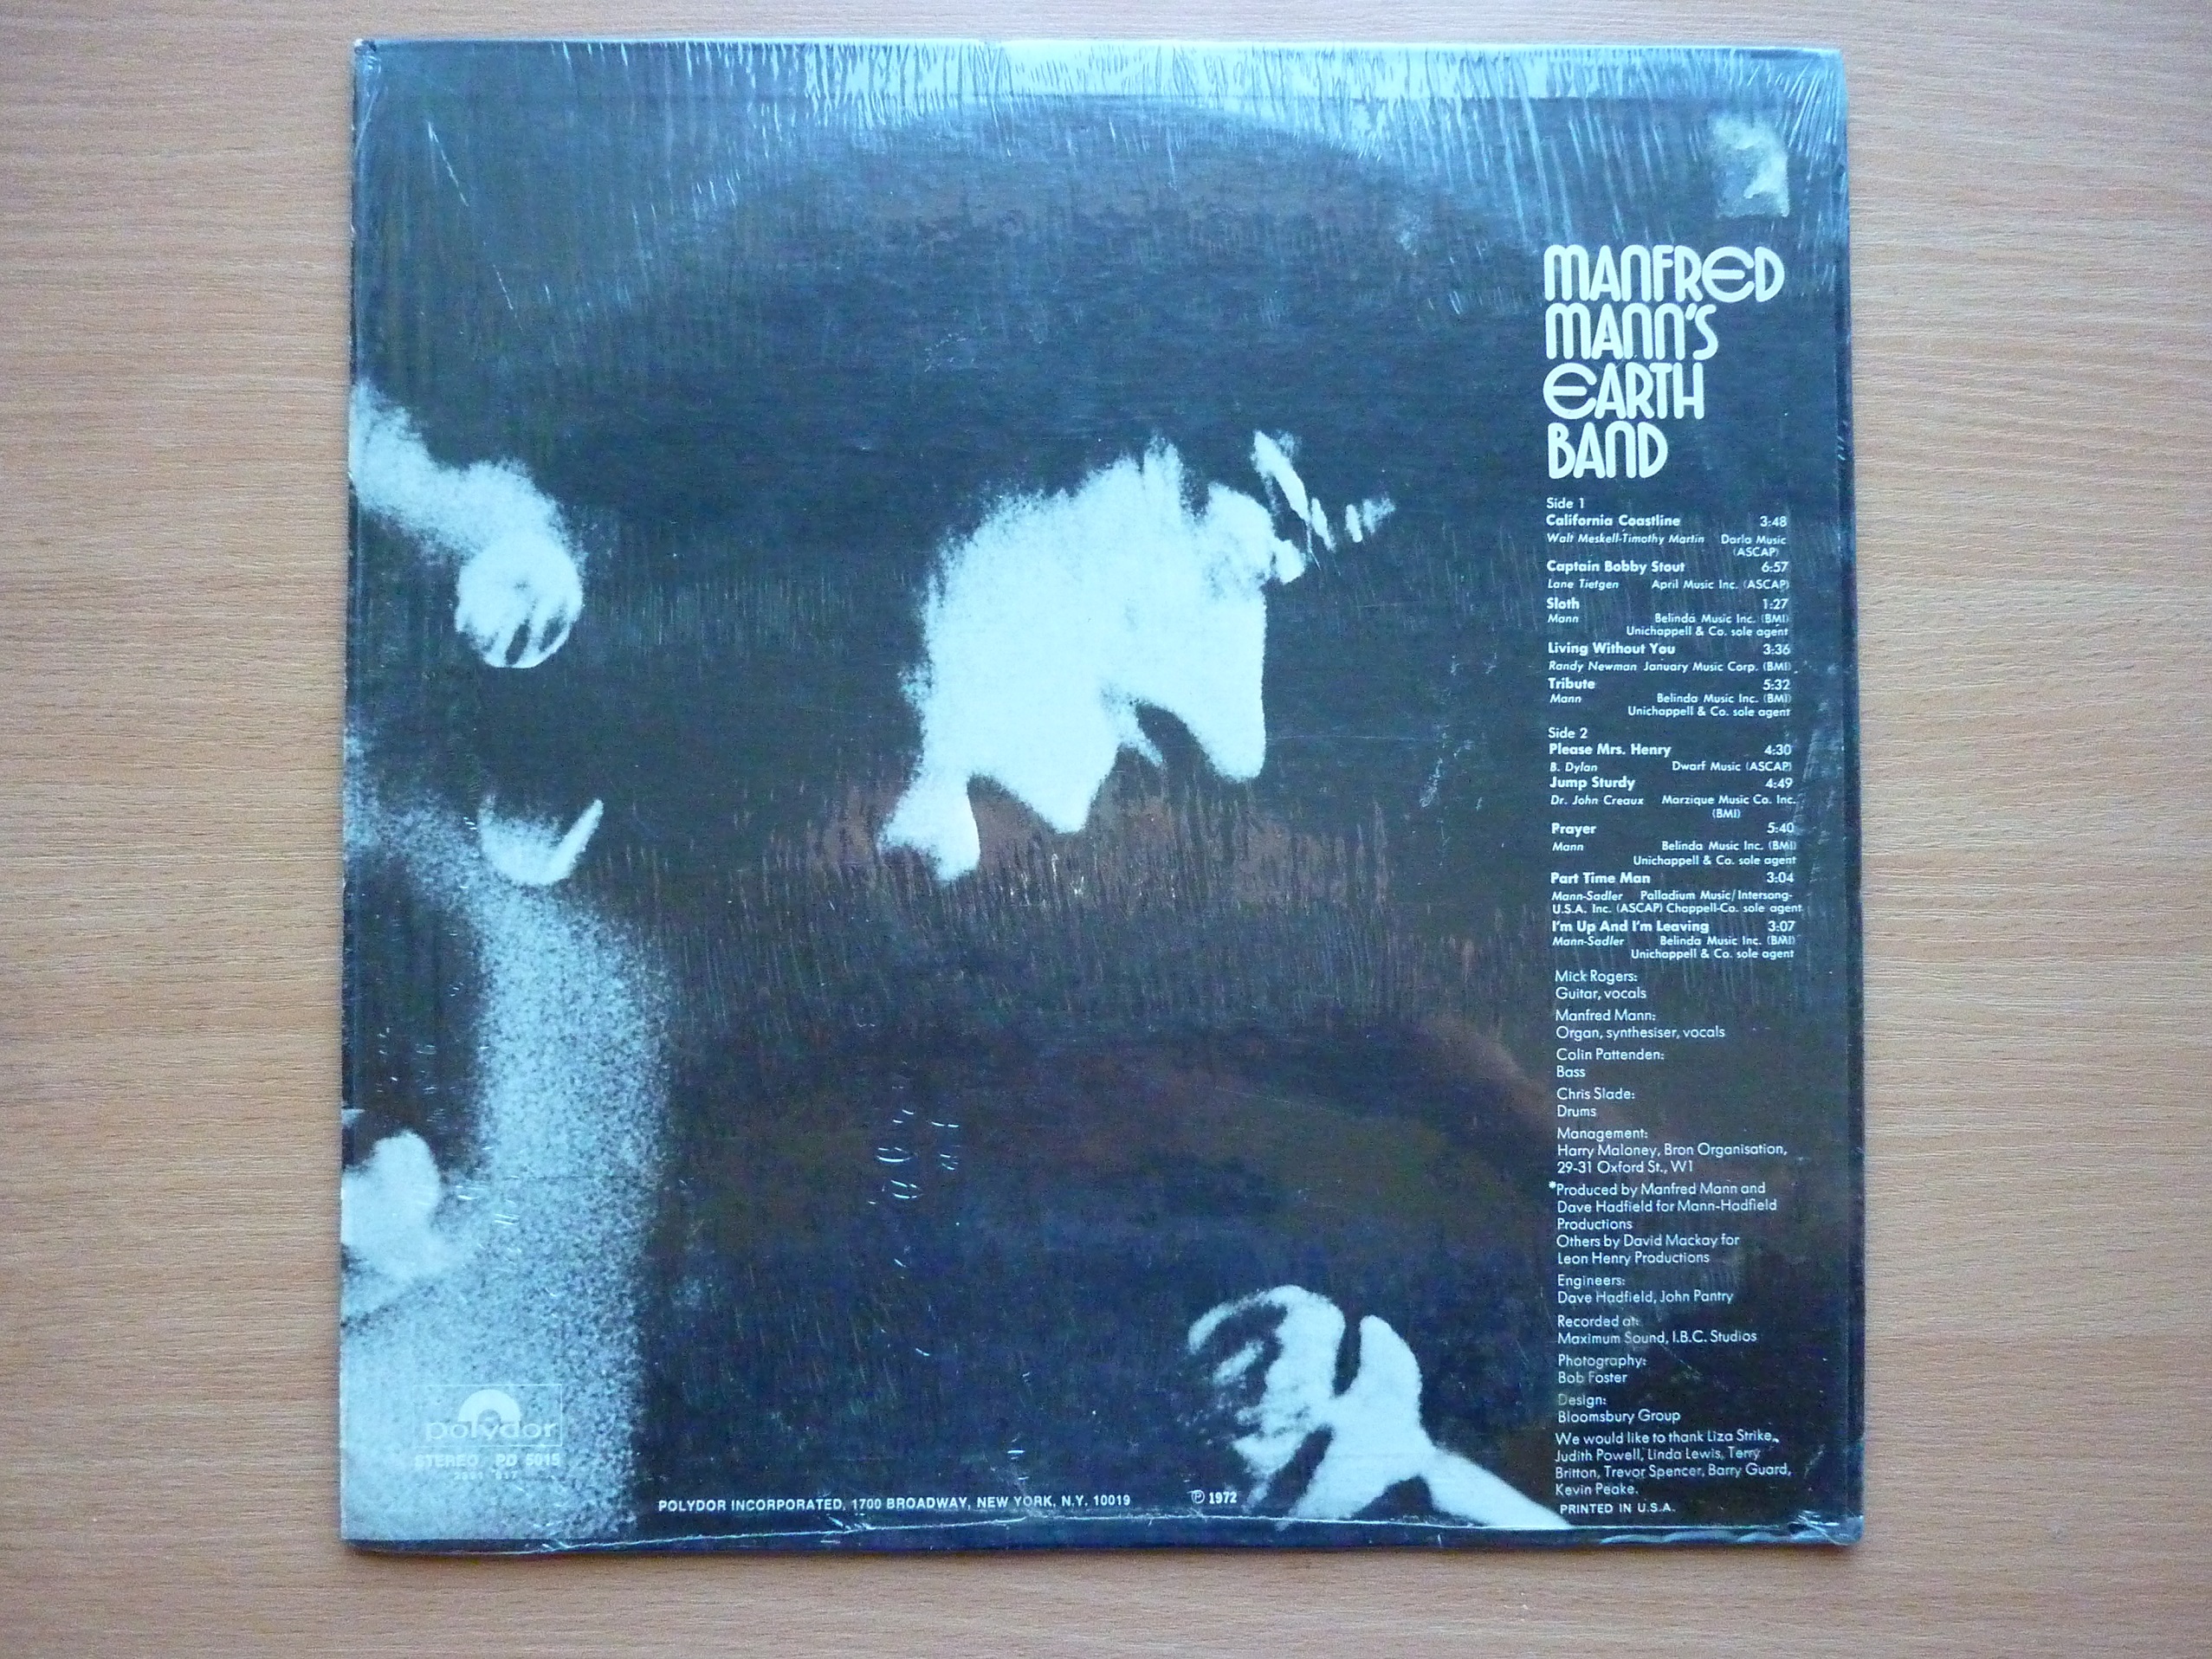 MANFRED
MANN'S
EARTH
BAND
Side 1
California Coastline 3:48
Walt Meskell-Timothy Martin Darla Music
(ASCAP)
Captain Bobby Stout 6:57
Lane Tietgen April Music Inc. (ASCAP)
Sloth 1:27
Mann Belinda Music Inc. (BMI)
Unichappell & Co. sole agent
Living Without You 3:36
Randy Newman January Music Corp. (BMI)
Tribute 5:32
Mann Belinda Music Inc. (BMI)
Unichappell & Co. sole agent
Side 2
Please Mrs. Henry 4:30
B. Dylan Dwarf Music (ASCAP)
Jump Sturdy 4:49
Dr. John Creaux Marzique Music Co. Inc.
(BMI)
Prayer 5:40
Mann Belinda Music Inc. (BMI)
Unichappell & Co. sole agent
Part Time Man 3:04
Mann-Sadler Palladium Music/Intersong-
U.S.A. Inc. (ASCAP) Chappell-Co. sole agent
I'm Up And I'm Leaving 3:07
Mann-Sadler Belinda Music Inc. (BMI)
Unichappell & Co. sole agent
Mick Rogers:
Guitar, vocals
Manfred Mann:
Organ, synthesiser, vocals
Colin Pattenden:
Bass
Chris Slade:
Drums
Management:
Harry Maloney, Bron Organisation,
29-31 Oxford St., W1
*Produced by Manfred Mann and
Dave Hadfield for Mann-Hadfield
Productions
Others by David Mackay for
Leon Henry Productions
Engineers:
Dave Hadfield, John Pantry
Recorded at:
Maximum Sound, I.B.C. Studios
Photography:
Bob Foster
Design:
Bloomsbury Group
We would like to thank Liza Strike,
Judith Powell, Linda Lewis, Terry
Britton, Trevor Spencer, Barry Guard,
Kevin Peake.
PRINTED IN U.S.A.
polydor
STEREO PD 5015
POLYDOR INCORPORATED, 1700 BROADWAY, NEW YORK, N.Y. 10019 ℗ 1972